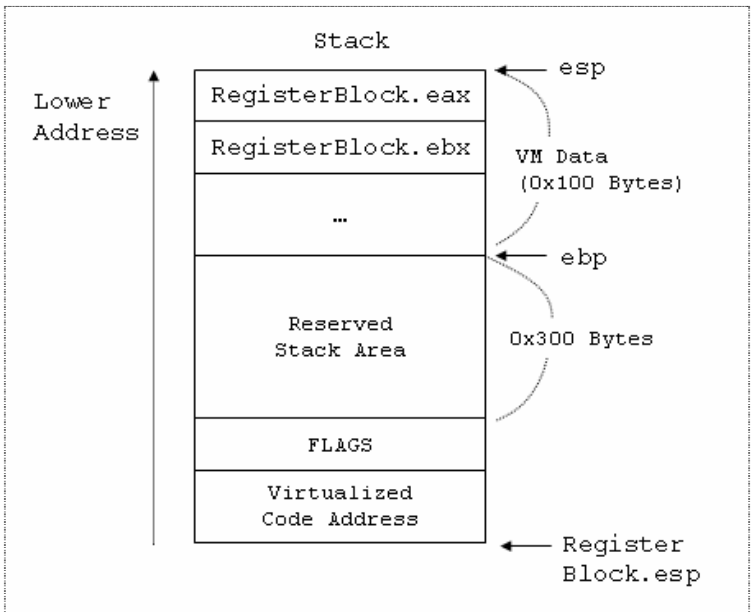 Stack
esp
Lower
Address
RegisterBlock.eax
RegisterBlock.ebx
VM Data
(0x100 Bytes)
…
ebp
Reserved
Stack Area
0x300 Bytes
FLAGS
Virtualized
Code Address
Register
Block.esp